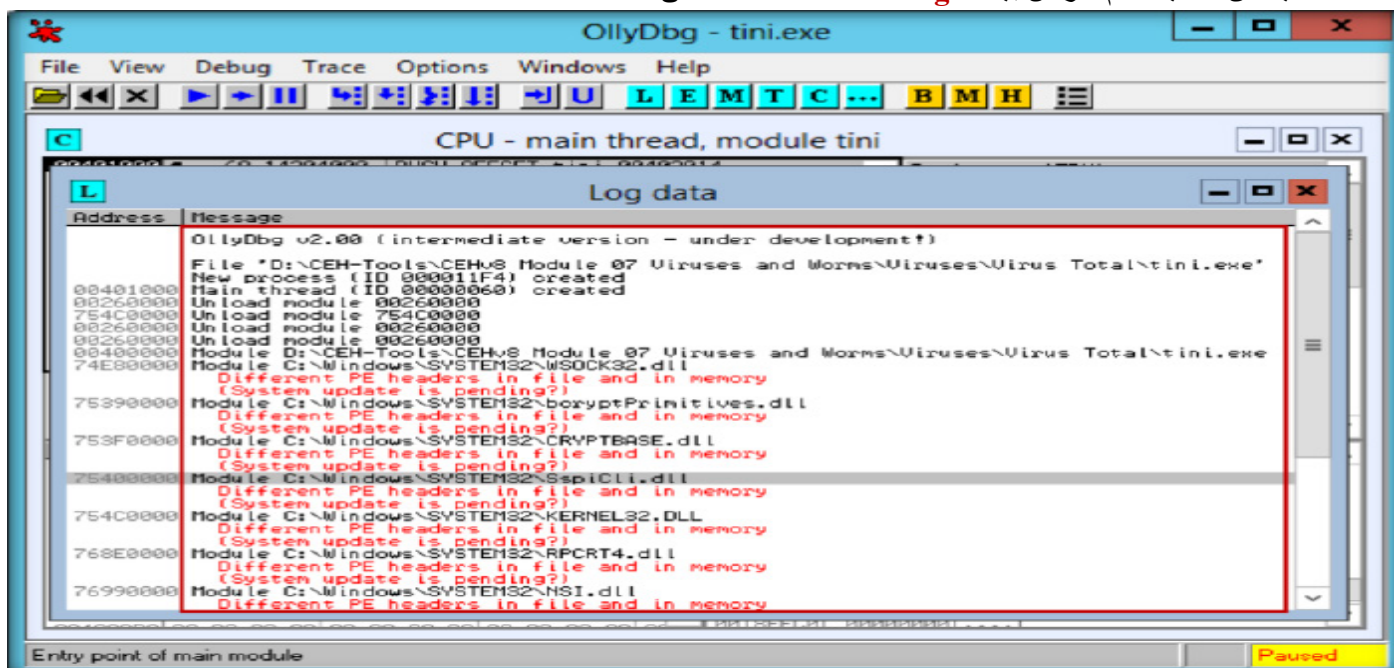 OllyDbg - tini.exe
File View Debug Trace Options Windows Help
L E M T C ... B M H
C CPU - main thread, module tini
L Log data
Address Message
OllyDbg v2.00 (intermediate version - under development!)
File 'D:\CEH-Tools\CEHv8 Module 07 Viruses and Worms\Viruses\Virus Total\tini.exe'
New process (ID 000011F4) created
00401000 Main thread (ID 00000060) created
00260000 Unload module 00260000
754C0000 Unload module 754C0000
00260000 Unload module 00260000
00260000 Unload module 00260000
00400000 Module D:\CEH-Tools\CEHv8 Module 07 Viruses and Worms\Viruses\Virus Total\tini.exe
74E80000 Module C:\Windows\SYSTEM32\WSOCK32.dll
Different PE headers in file and in memory
(System update is pending?)
75390000 Module C:\Windows\SYSTEM32\bcryptPrimitives.dll
Different PE headers in file and in memory
(System update is pending?)
753F0000 Module C:\Windows\SYSTEM32\CRYPTBASE.dll
Different PE headers in file and in memory
(System update is pending?)
75400000 Module C:\Windows\SYSTEM32\SspiCli.dll
Different PE headers in file and in memory
(System update is pending?)
754C0000 Module C:\Windows\SYSTEM32\KERNEL32.DLL
Different PE headers in file and in memory
(System update is pending?)
768E0000 Module C:\Windows\SYSTEM32\RPCRT4.dll
Different PE headers in file and in memory
(System update is pending?)
76990000 Module C:\Windows\SYSTEM32\NSI.dll
Different PE headers in file and in memory
Entry point of main module Paused